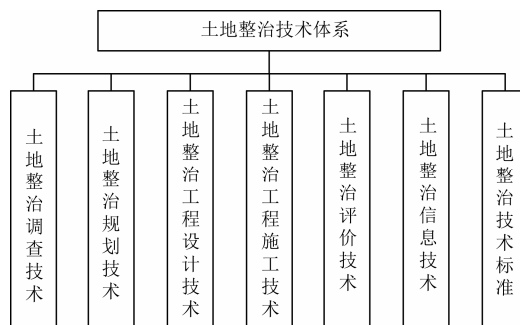 土地整治技术体系
土地整治调查技术
土地整治规划技术
土地整治工程设计技术
土地整治工程施工技术
土地整治评价技术
土地整治信息技术
土地整治技术标准